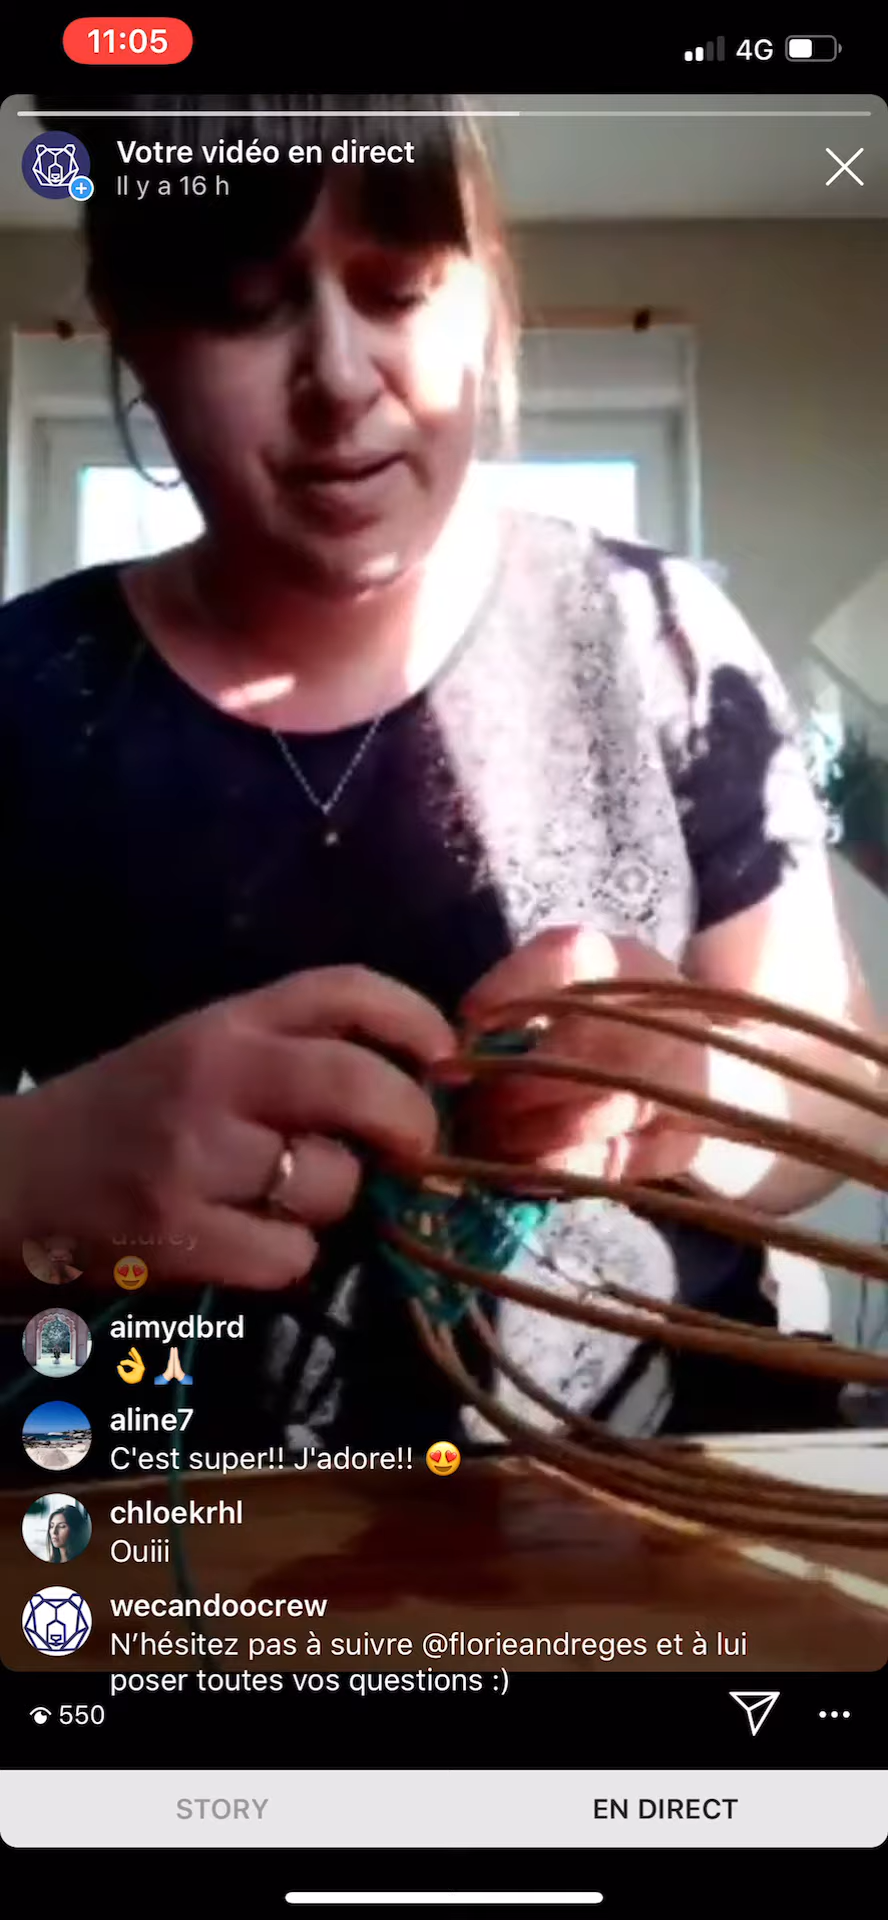 11:05
4G
Votre vidéo en direct
Il y a 16 h
😍
aimydbrd
👌🙏🏻
aline7
C'est super!! J'adore!! 😍
chloekrhl
Ouiii
wecandoocrew
N’hésitez pas à suivre @florieandreges et à lui
poser toutes vos questions :)
550
STORY
EN DIRECT